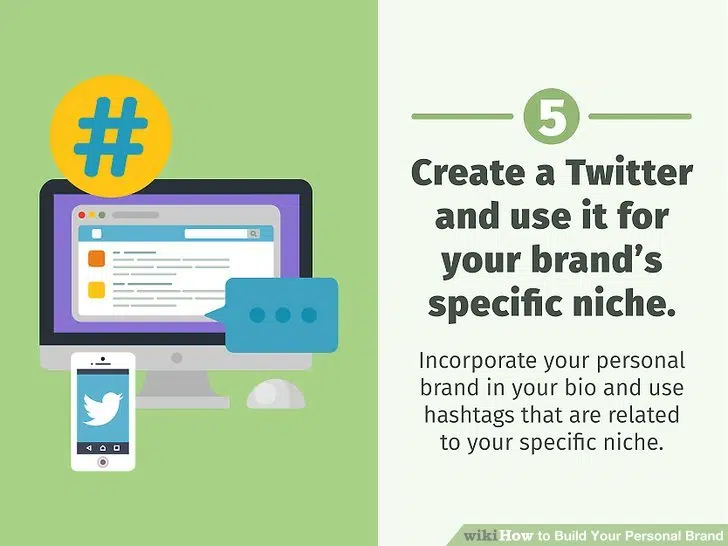 #
5
Create a Twitter
and use it for
your brand’s
specific niche.
Incorporate your personal
brand in your bio and use
hashtags that are related
to your specific niche.
wikiHow to Build Your Personal Brand